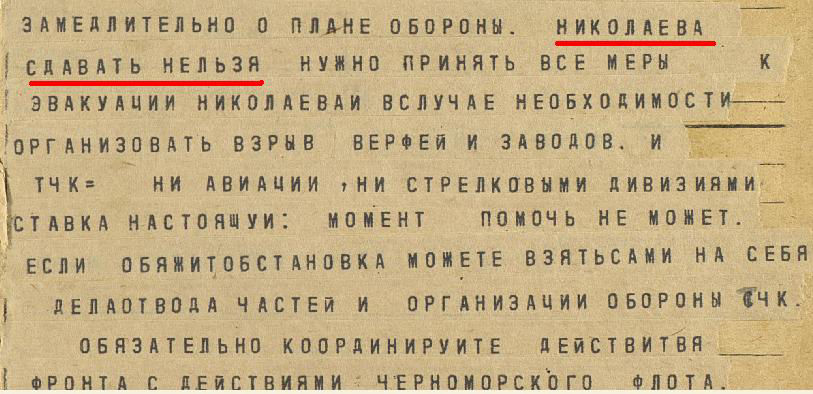 ЗАМЕДЛИТЕЛЬНО О ПЛАНЕ ОБОРОНЫ. НИКОЛАЕВА
СДАВАТЬ НЕЛЬЗЯ НУЖНО ПРИНЯТЬ ВСЕ МЕРЫ К
ЭВАКУАЦИИ НИКОЛАЕВАИ ВСЛУЧАЕ НЕОБХОДИМОСТИ
ОРГАНИЗОВАТЬ ВЗРЫВ ВЕРФЕЙ И ЗАВОДОВ. И
ТЧК= НИ АВИАЦИИ ,НИ СТРЕЛКОВЫМИ ДИВИЗИЯМИ
СТАВКА НАСТОЯЩУИ: МОМЕНТ ПОМОЧЬ НЕ МОЖЕТ.
ЕСЛИ ОБЯЖИТОБСТАНОВКА МОЖЕТЕ ВЗЯТЬСАМИ НА СЕБЯ
ДЕЛАОТВОДА ЧАСТЕЙ И ОРГАНИЗАЦИИ ОБОРОНЫ ТЧК.
ОБЯЗАТЕЛЬНО КООРДИНИРУИТЕ ДЕЙСТВИТВЯ
ФРОНТА С ДЕЙСТВИЯМИ ЧЕРНОМОРСКОГО ФЛОТА.